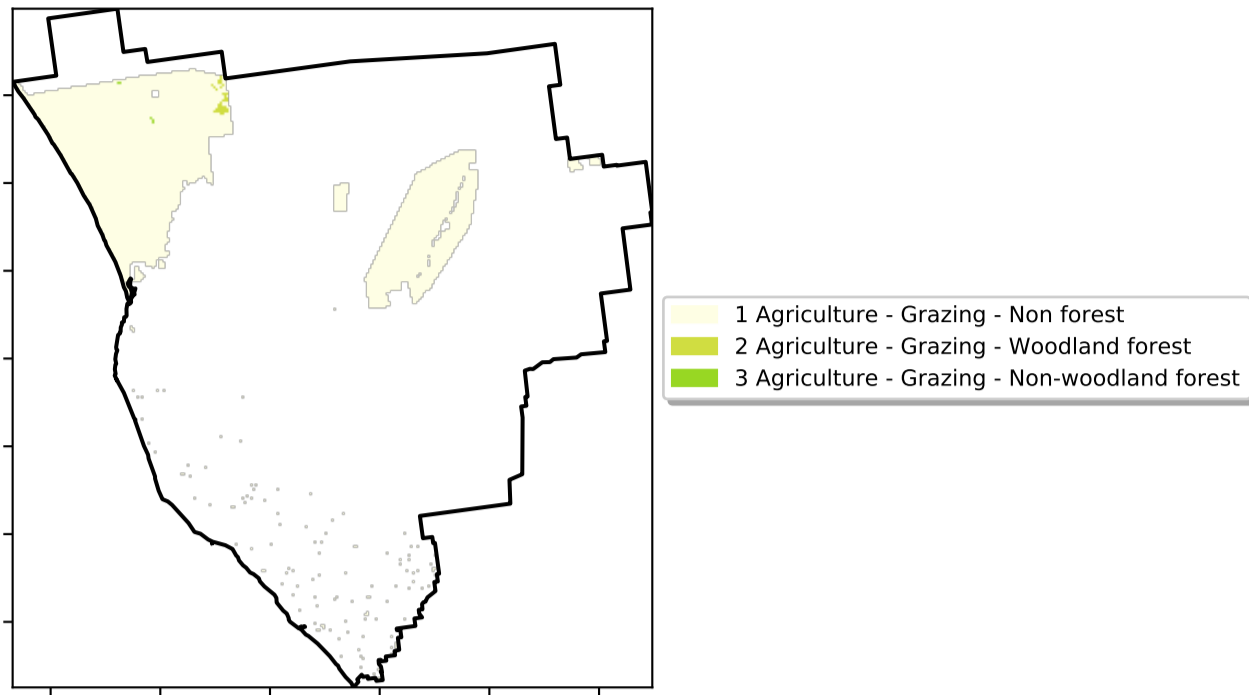 1 Agriculture - Grazing - Non forest
2 Agriculture - Grazing - Woodland forest
3 Agriculture - Grazing - Non-woodland forest